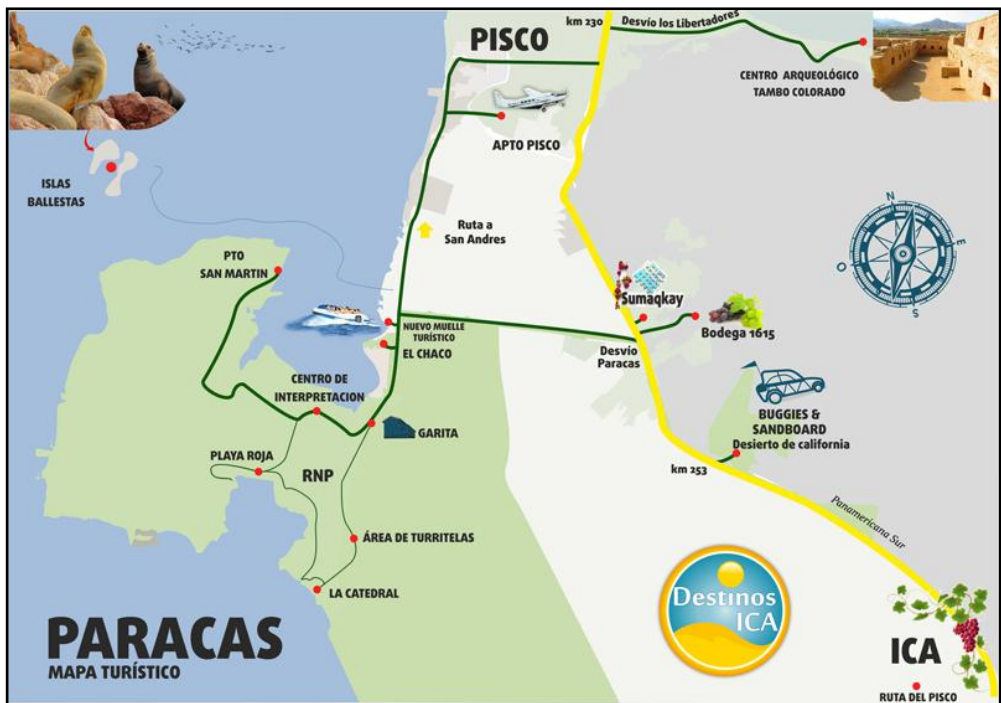 km 230
Desvío los Libertadores
PISCO
CENTRO ARQUEOLÓGICO
TAMBO COLORADO
APTO PISCO
ISLAS
BALLESTAS
N
E
O
S
Ruta a
San Andres
PTO
SAN MARTIN
Sumaqkay
NUEVO MUELLE
TURÍSTICO
Bodega 1615
EL CHACO
Desvío
Paracas
CENTRO DE
INTERPRETACION
BUGGIES &
SANDBOARD
Desierto de california
GARITA
PLAYA ROJA
RNP
km 253
Panamericana Sur
ÁREA DE TURRITELAS
LA CATEDRAL
Destinos
ICA
PARACAS
MAPA TURÍSTICO
ICA
RUTA DEL PISCO